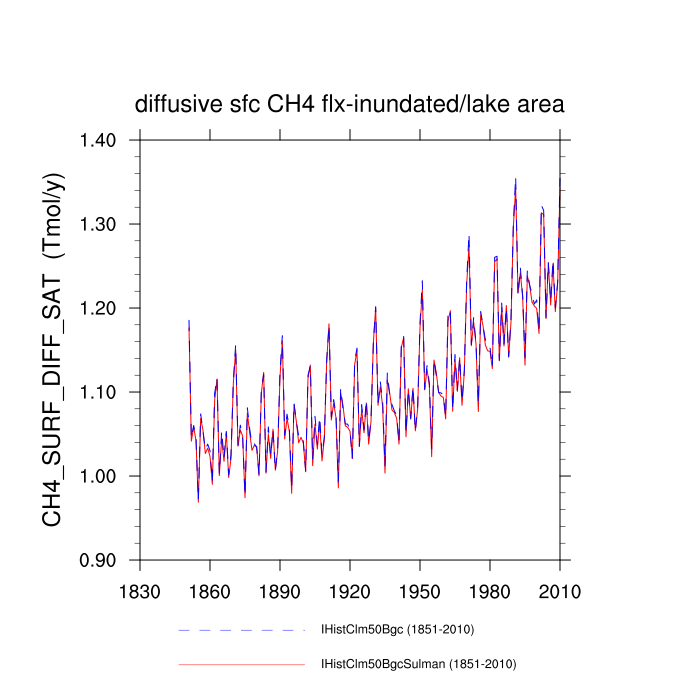 diffusive sfc CH4 flx-inundated/lake area
CH4_SURF_DIFF_SAT (Tmol/y)
1.40
1.30
1.20
1.10
1.00
0.90
1830 1860 1890 1920 1950 1980 2010
IHistClm50Bgc (1851-2010)
IHistClm50BgcSulman (1851-2010)